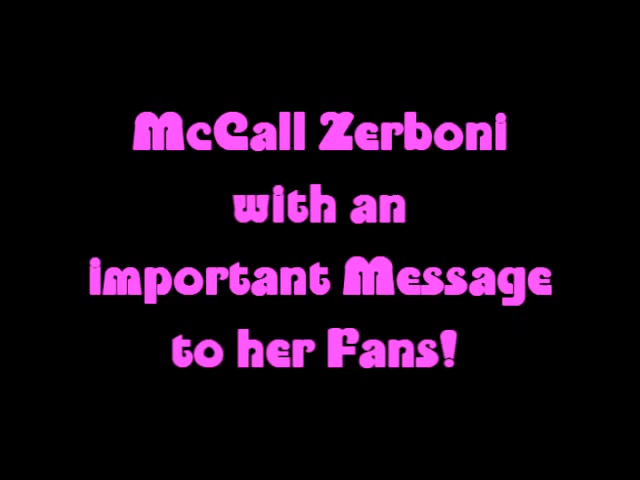 McCall Zerboni
with an
important Message
to her Fans!